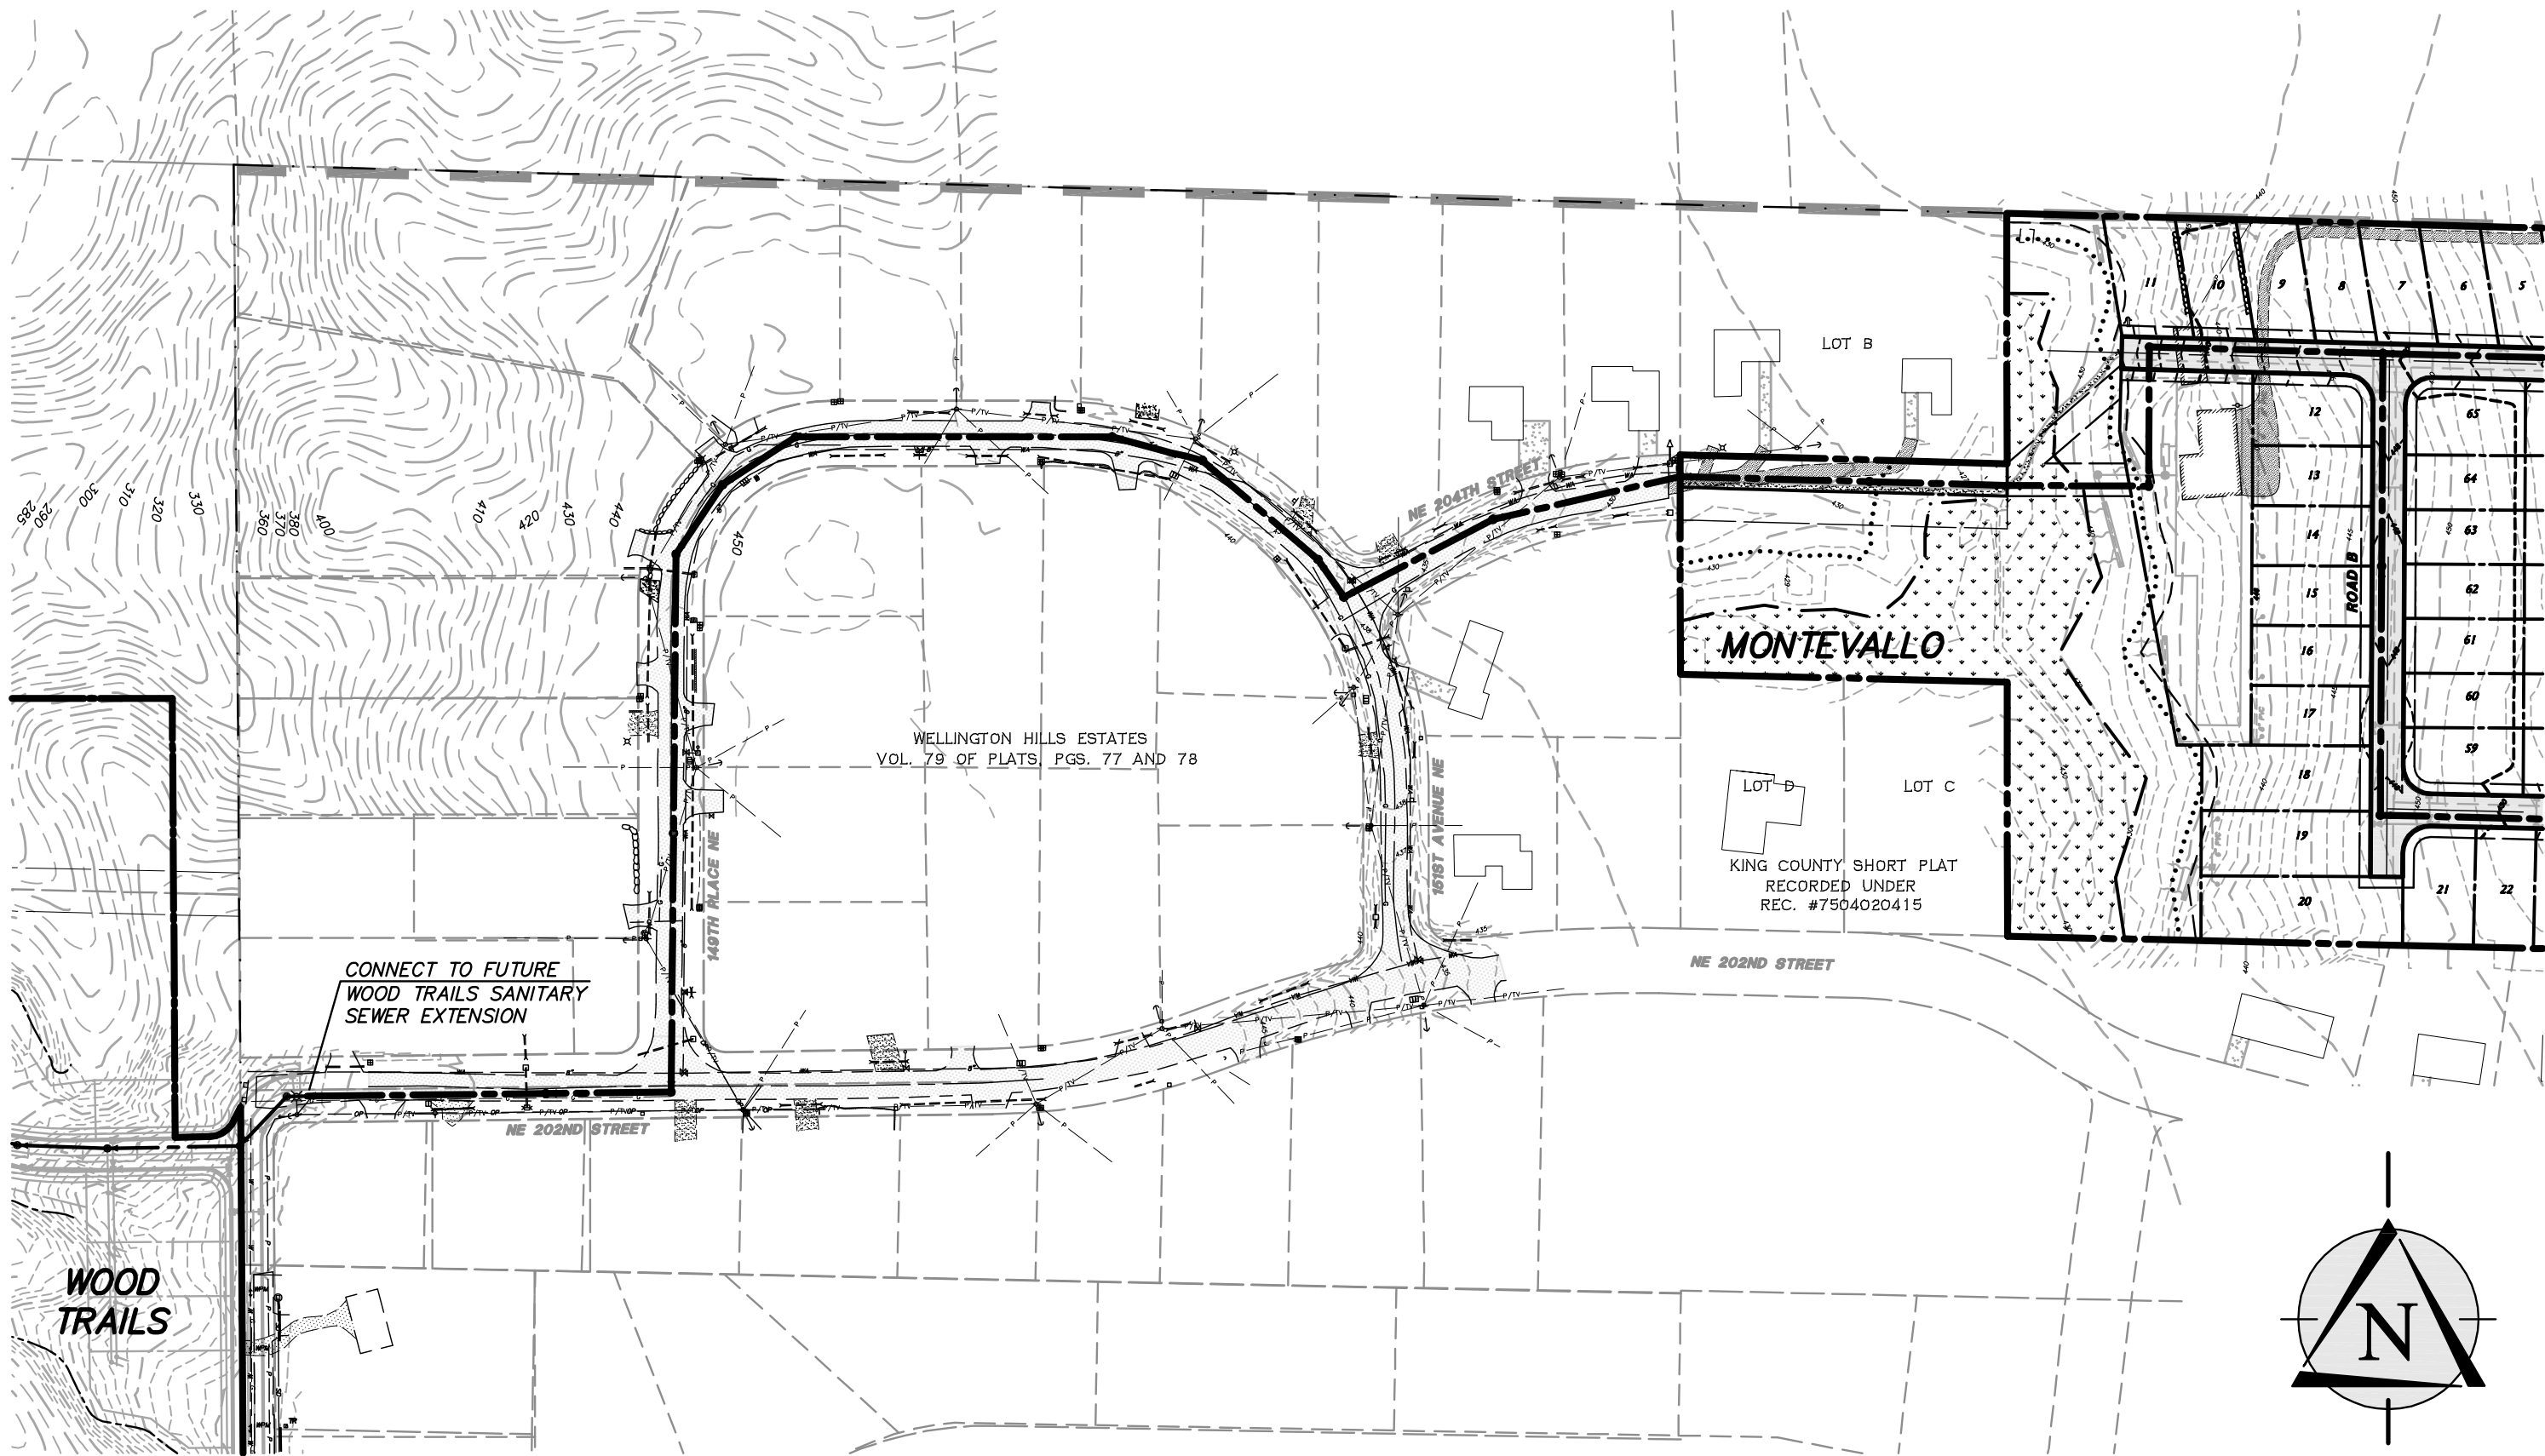 LOT B
11
10
9
8
7
6
5
12
65
13
64
14
63
15
62
16
61
17
60
59
18
19
20
21
22
ROAD B
NE 204TH STREET
285
290
300
310
320
330
360
370
380
400
410
420
430
440
450
MONTEVALLO
WELLINGTON HILLS ESTATES
VOL. 79 OF PLATS, PGS. 77 AND 78
149TH PLACE NE
151ST AVENUE NE
LOT D
LOT C
KING COUNTY SHORT PLAT
RECORDED UNDER
REC. #7504020415
NE 202ND STREET
CONNECT TO FUTURE
WOOD TRAILS SANITARY
SEWER EXTENSION
NE 202ND STREET
WOOD
TRAILS
N